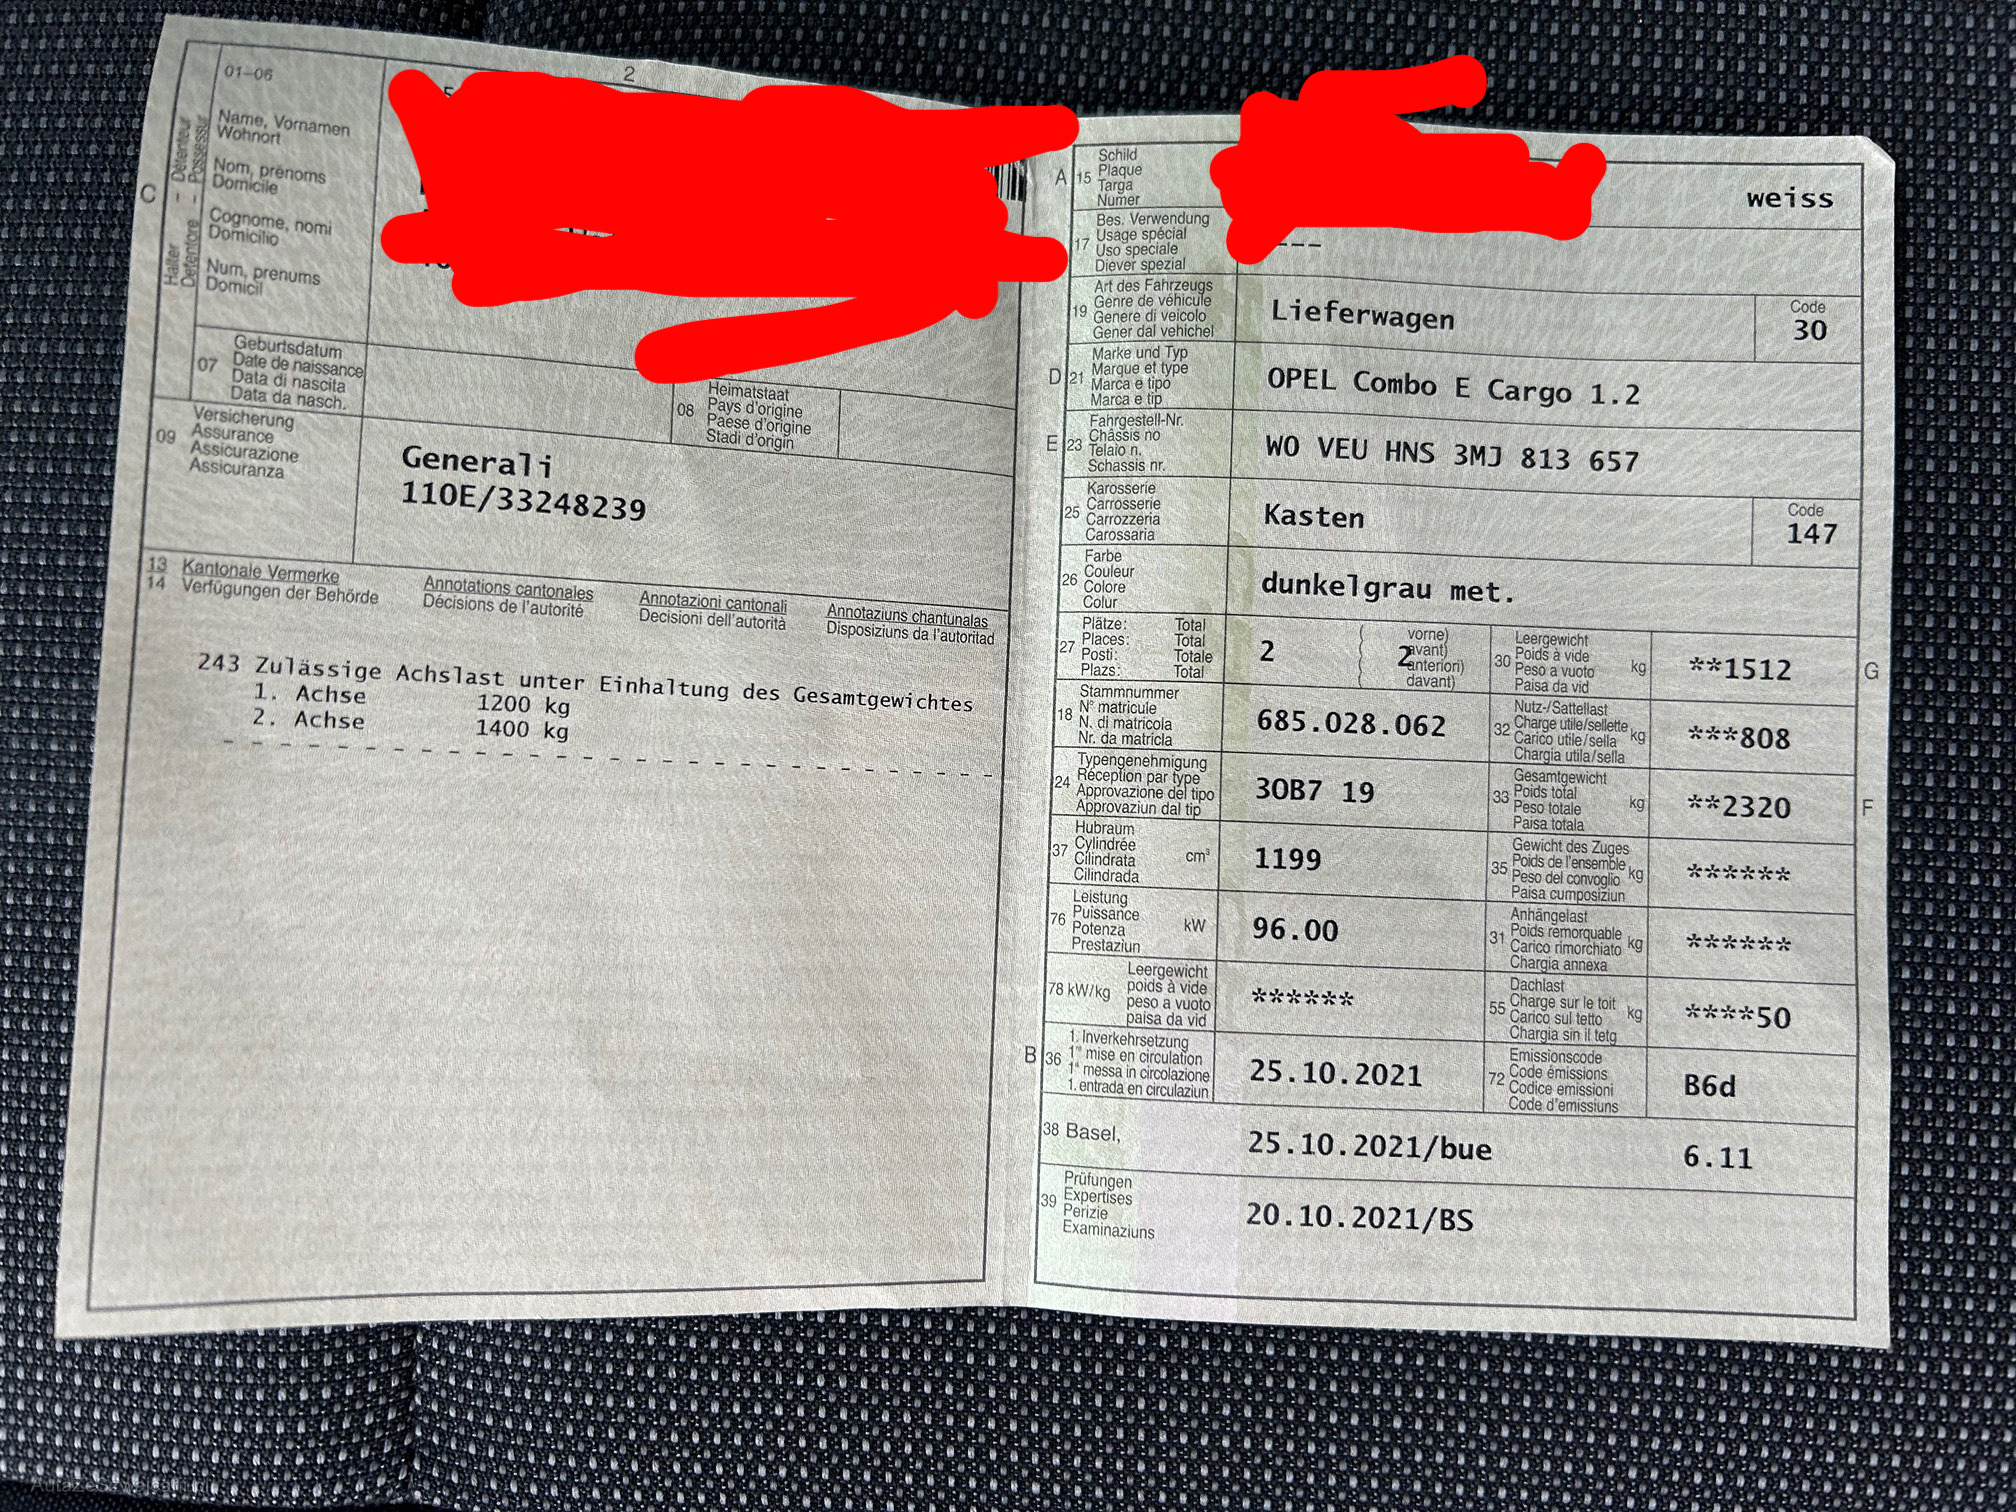 2
01-06
Halter - Détenteur
Detentore - Possessur
C
Name, Vornamen
Wohnort
Nom, prénoms
Domicile
Cognome, nomi
Domicilio
Num, prenums
Domicil
07
Geburtsdatum
Date de naissance
Data di nascita
Data da nasch.
08
Heimatstaat
Pays d'origine
Paese d'origine
Stadi d'origin
09
Versicherung
Assurance
Assicurazione
Assicuranza
Generali
110E/33248239
13 Kantonale Vermerke Annotations cantonales Annotazioni cantonali Annotaziuns chantunalas
14 Verfügungen der Behörde Décisions de l'autorité Decisioni dell'autorità Disposiziuns da l'autoritad
243 Zulässige Achslast unter Einhaltung des Gesamtgewichtes
1. Achse 1200 kg
2. Achse 1400 kg
A 15
Schild
Plaque
Targa
Numer
weiss
17
Bes. Verwendung
Usage spécial
Uso speciale
Diever spezial
---
19
Art des Fahrzeugs
Genre de véhicule
Genere di veicolo
Gener dal vehichel
Lieferwagen
Code
30
D 21
Marke und Typ
Marque et type
Marca e tipo
Marca e tip
OPEL Combo E Cargo 1.2
E 23
Fahrgestell-Nr.
Châssis no
Telaio n.
Schassis nr.
WO VEU HNS 3MJ 813 657
25
Karosserie
Carrosserie
Carrozzeria
Carossaria
Kasten
Code
147
26
Farbe
Couleur
Colore
Colur
dunkelgrau met.
27
Plätze: Total
Places: Total
Posti: Totale
Plazs: Total
2
vorne)
avant)
anteriori)
davant)
2
30
Leergewicht
Poids à vide
Peso a vuoto
Paisa da vid
kg
**1512
G
18
Stammnummer
N° matricule
N. di matricola
Nr. da matricla
685.028.062
32
Nutz-/Sattellast
Charge utile/sellette
Carico utile/sella
Chargia utila/sella
kg
***808
24
Typengenehmigung
Réception par type
Approvazione del tipo
Approvaziun dal tip
3OB7 19
33
Gesamtgewicht
Poids total
Peso totale
Paisa totala
kg
**2320
F
37
Hubraum
Cylindrée
Cilindrata
Cilindrada
cm³
1199
35
Gewicht des Zuges
Poids de l'ensemble
Peso del convoglio
Paisa cumposiziun
kg
******
76
Leistung
Puissance
Potenza
Prestaziun
kW
96.00
31
Anhängelast
Poids remorquable
Carico rimorchiato
Chargia annexa
kg
******
78 kW/kg
Leergewicht
poids à vide
peso a vuoto
paisa da vid
******
55
Dachlast
Charge sur le toit
Carico sul tetto
Chargia sin il tetg
kg
****50
B 36
1. Inverkehrsetzung
1re mise en circulation
1a messa in circolazione
1. entrada en circulaziun
25.10.2021
72
Emissionscode
Code émissions
Codice emissioni
Code d'emissiuns
B6d
38 Basel,
25.10.2021/bue
6.11
39
Prüfungen
Expertises
Perizie
Examinaziuns
20.10.2021/BS